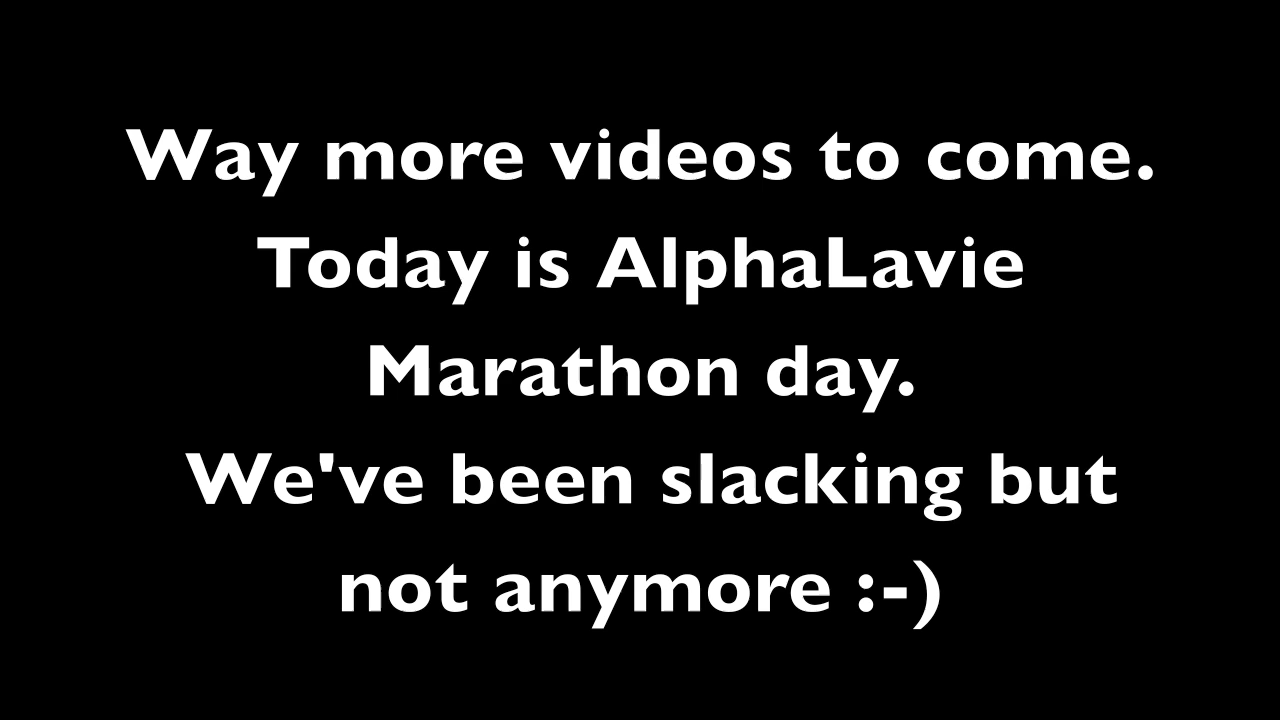 Way more videos to come.
Today is AlphaLavie
Marathon day.
We've been slacking but
not anymore :-)